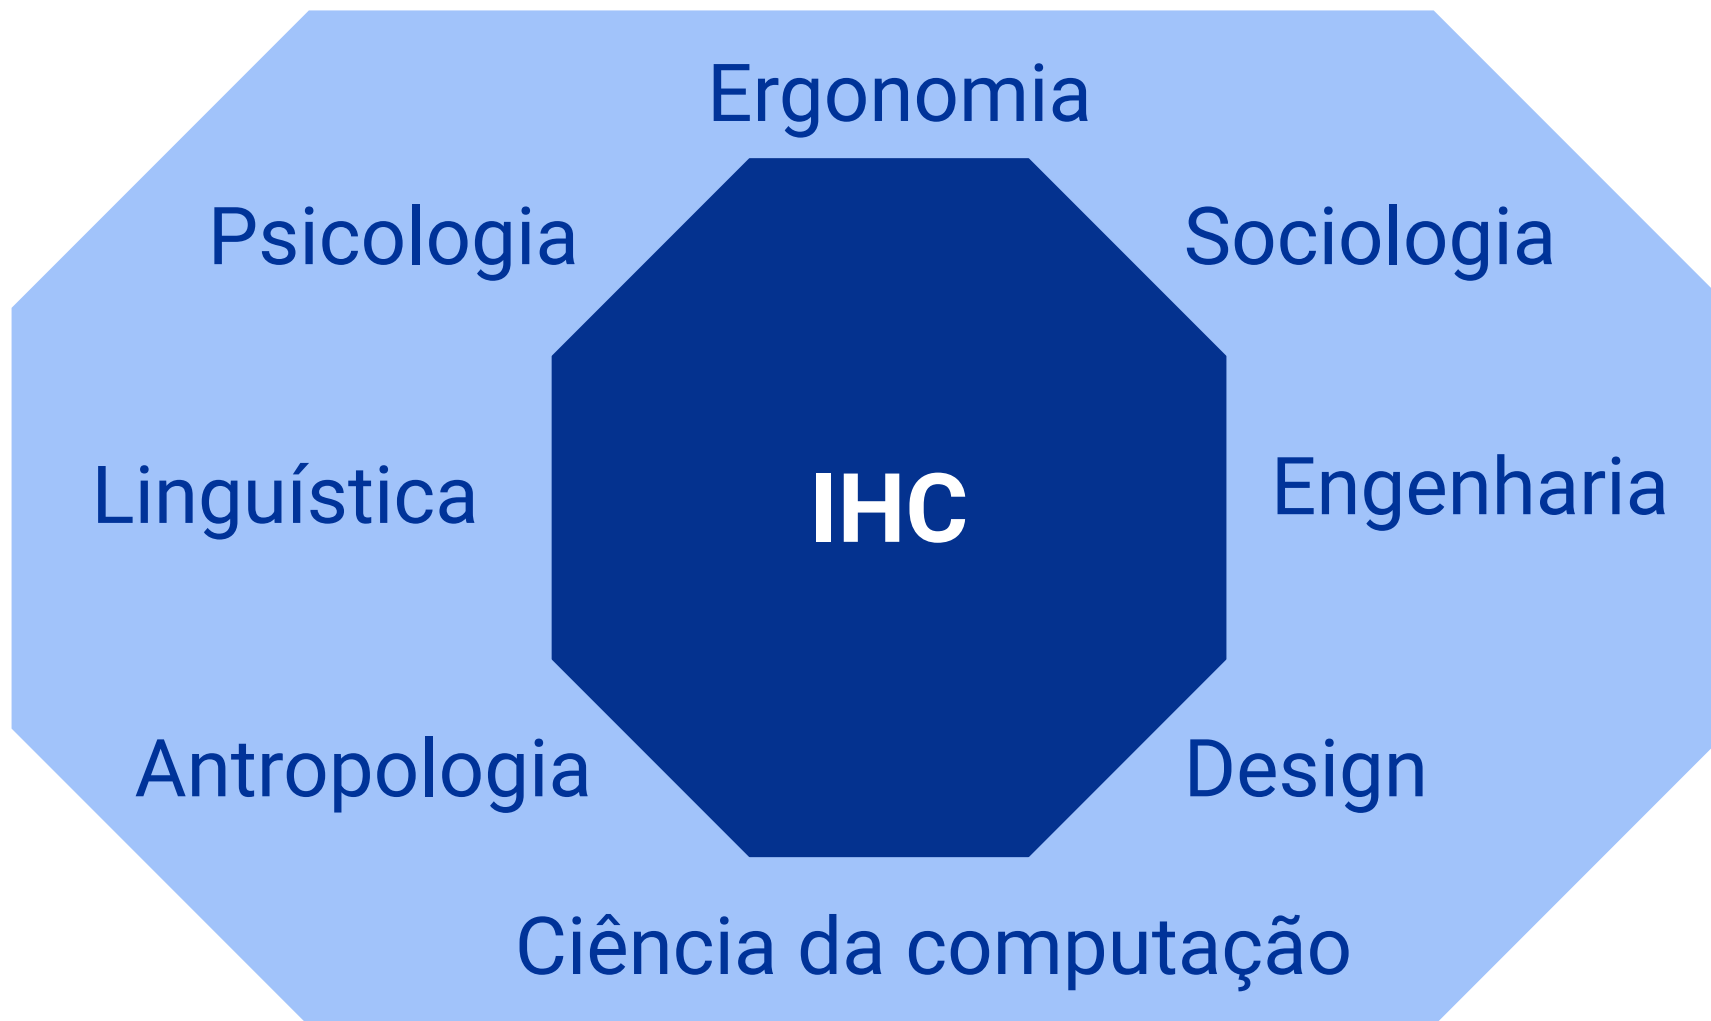 Ergonomia
Psicologia
Sociologia
Linguística
IHC
Engenharia
Antropologia
Design
Ciência da computação